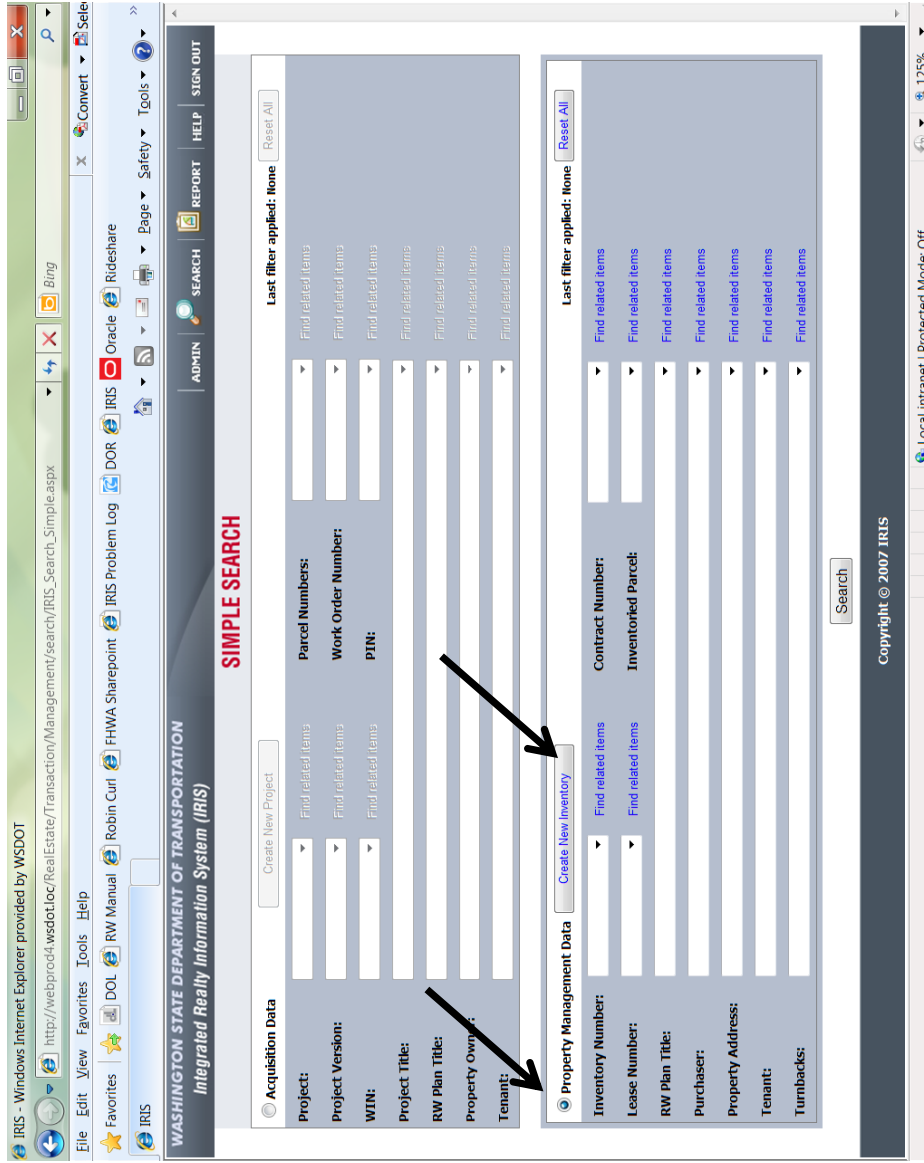 IRIS - Windows Internet Explorer provided by WSDOT
http://webprod4.wsdot.loc/RealEstate/Transaction/Management/search/IRIS_Search_Simple.aspx
Bing
File Edit View Favorites Tools Help
x Convert Sele
Favorites DOL RW Manual Robin Curl FHWA Sharepoint IRIS Problem Log DOR IRIS Oracle Rideshare
IRIS
Page Safety Tools
WASHINGTON STATE DEPARTMENT OF TRANSPORTATION
Integrated Realty Information System (IRIS)
ADMIN SEARCH REPORT HELP SIGN OUT
SIMPLE SEARCH
Acquisition Data Create New Project Last filter applied: None Reset All
Project: Find related items Parcel Numbers: Find related items
Project Version: Find related items Work Order Number: Find related items
WIN: Find related items PIN: Find related items
Project Title: Find related items
RW Plan Title: Find related items
Property Owner: Find related items
Tenant: Find related items
Property Management Data Create New Inventory Last filter applied: None Reset All
Inventory Number: Find related items Contract Number: Find related items
Lease Number: Find related items Inventoried Parcel: Find related items
RW Plan Title: Find related items
Purchaser: Find related items
Property Address: Find related items
Tenant: Find related items
Turnbacks: Find related items
Search
Copyright © 2007 IRIS
Local intranet | Protected Mode: Off 125%